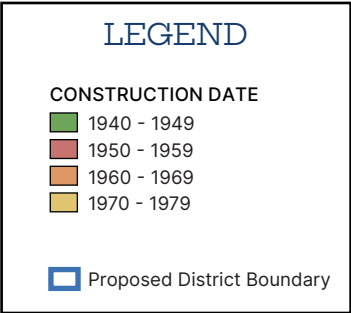 LEGEND
CONSTRUCTION DATE
1940 - 1949
1950 - 1959
1960 - 1969
1970 - 1979
Proposed District Boundary